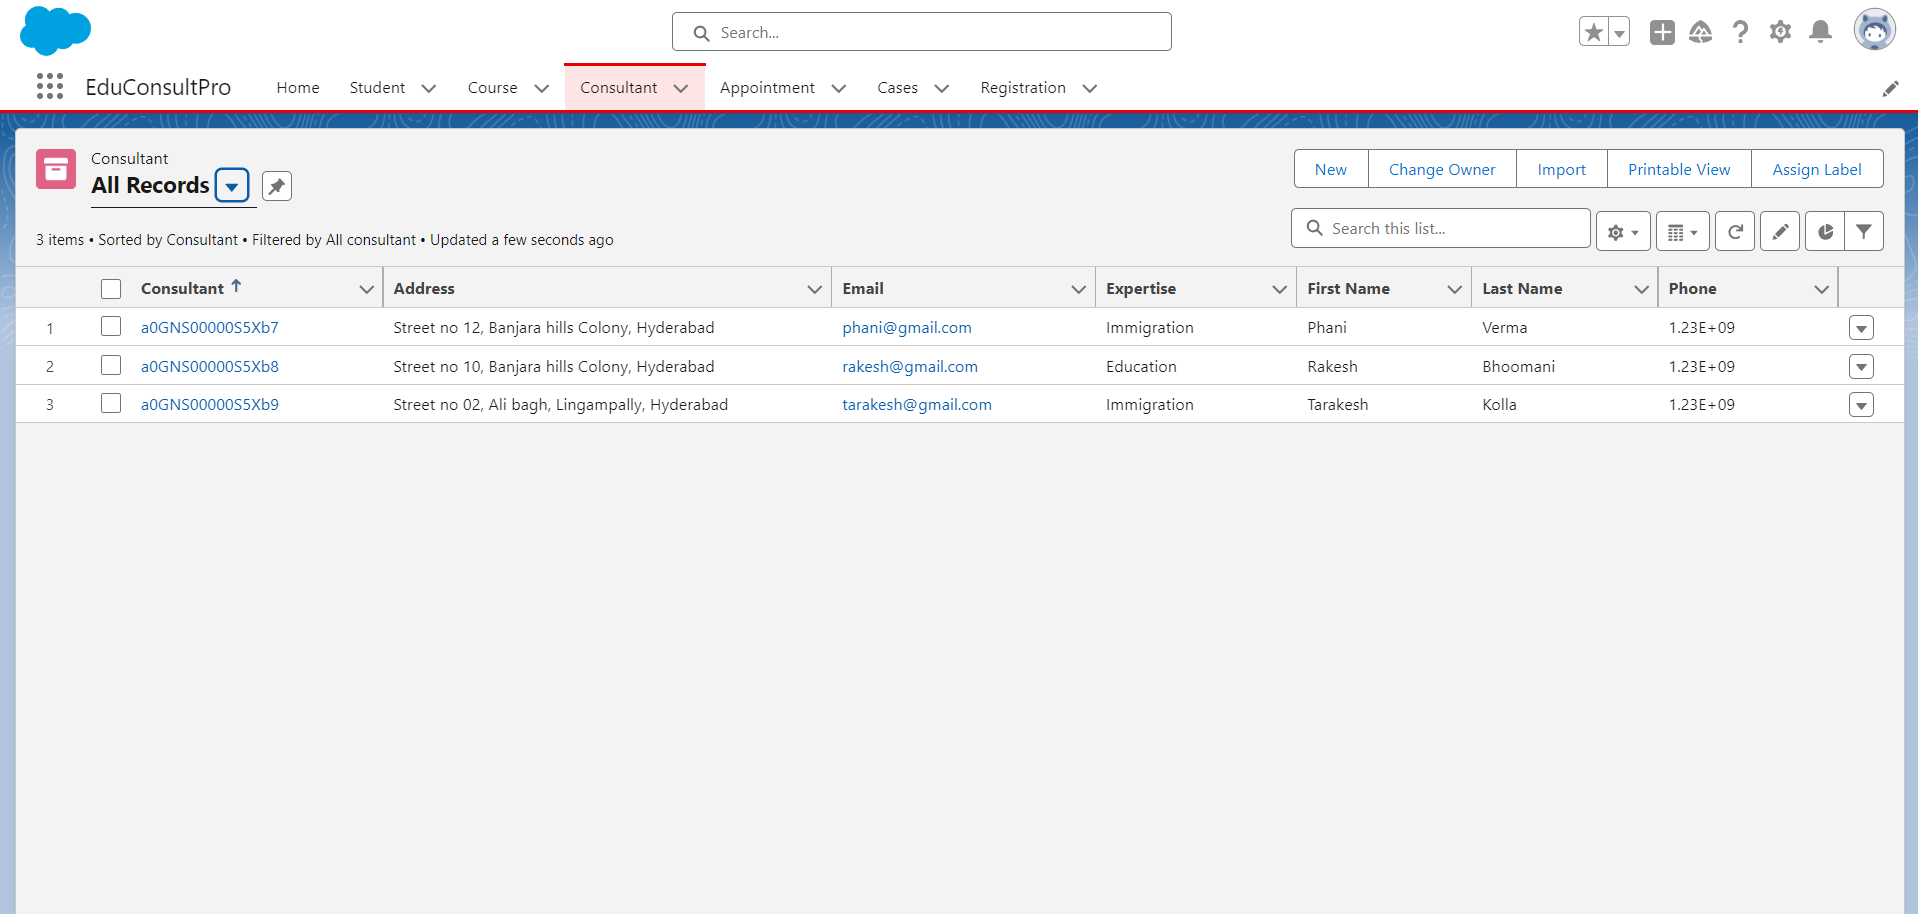 Search...
EduConsultPro Home Student Course Consultant Appointment Cases Registration
Consultant
All Records
New Change Owner Import Printable View Assign Label
3 items • Sorted by Consultant • Filtered by All consultant • Updated a few seconds ago
Search this list...
Consultant Address Email Expertise First Name Last Name Phone
1 a0GNS00000S5Xb7 Street no 12, Banjara hills Colony, Hyderabad phani@gmail.com Immigration Phani Verma 1.23E+09
2 a0GNS00000S5Xb8 Street no 10, Banjara hills Colony, Hyderabad rakesh@gmail.com Education Rakesh Bhoomani 1.23E+09
3 a0GNS00000S5Xb9 Street no 02, Ali bagh, Lingampally, Hyderabad tarakesh@gmail.com Immigration Tarakesh Kolla 1.23E+09